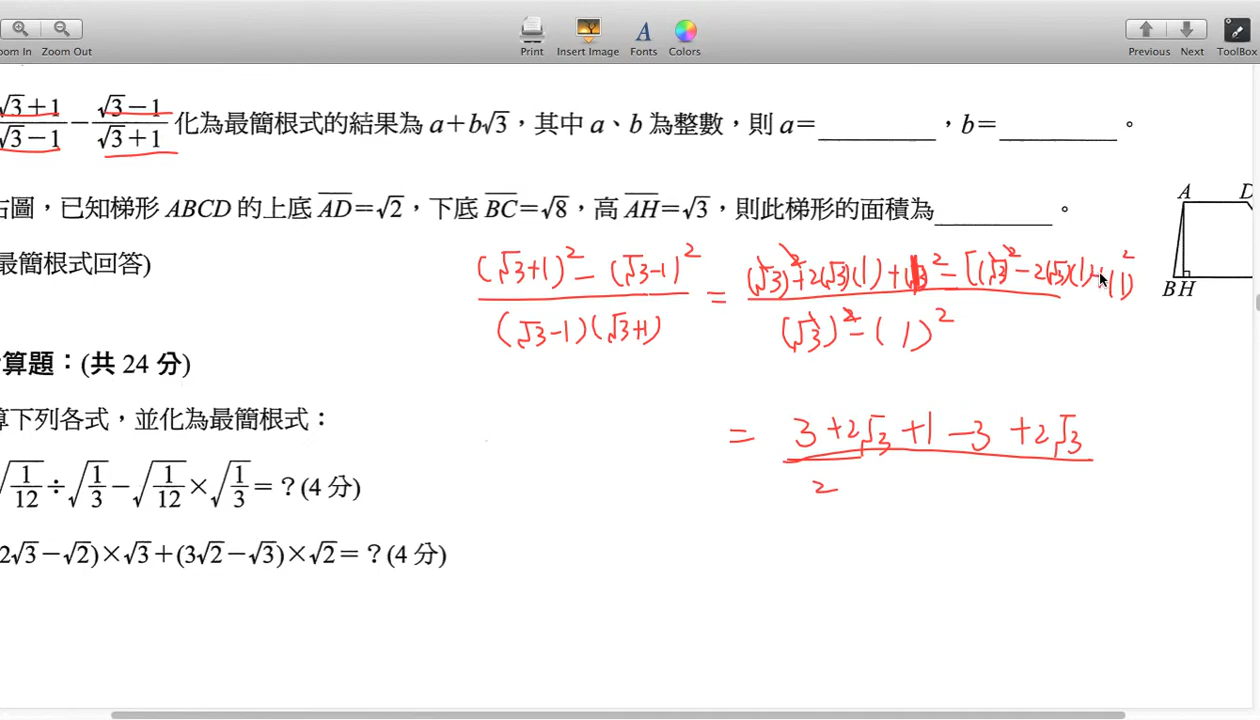 oom In Zoom Out Print Insert Image Fonts Colors Previous Next ToolBox
√3+1/√3−1 − √3−1/√3+1 化為最簡根式的結果為 a+b√3，其中 a、b 為整數，則 a=________，b=________。
右圖，已知梯形 ABCD 的上底 AD=√2，下底 BC=√8，高 AH=√3，則此梯形的面積為________。
最簡根式回答)
A D
B H
(√3+1)² − (√3−1)² / (√3−1)(√3+1) = (√3)²+2(√3)(1)+(1)² − [(√3)² − 2(√3)(1)+(1)² / (√3)² − (1)²
算題：(共 24 分)
= 3+2√3+1−3+2√3 / 2
算下列各式，並化為最簡根式：
√1/12 ÷ √1/3 − √1/12 × √1/3 = ？(4 分)
2√3−√2)×√3+(3√2−√3)×√2=？(4 分)